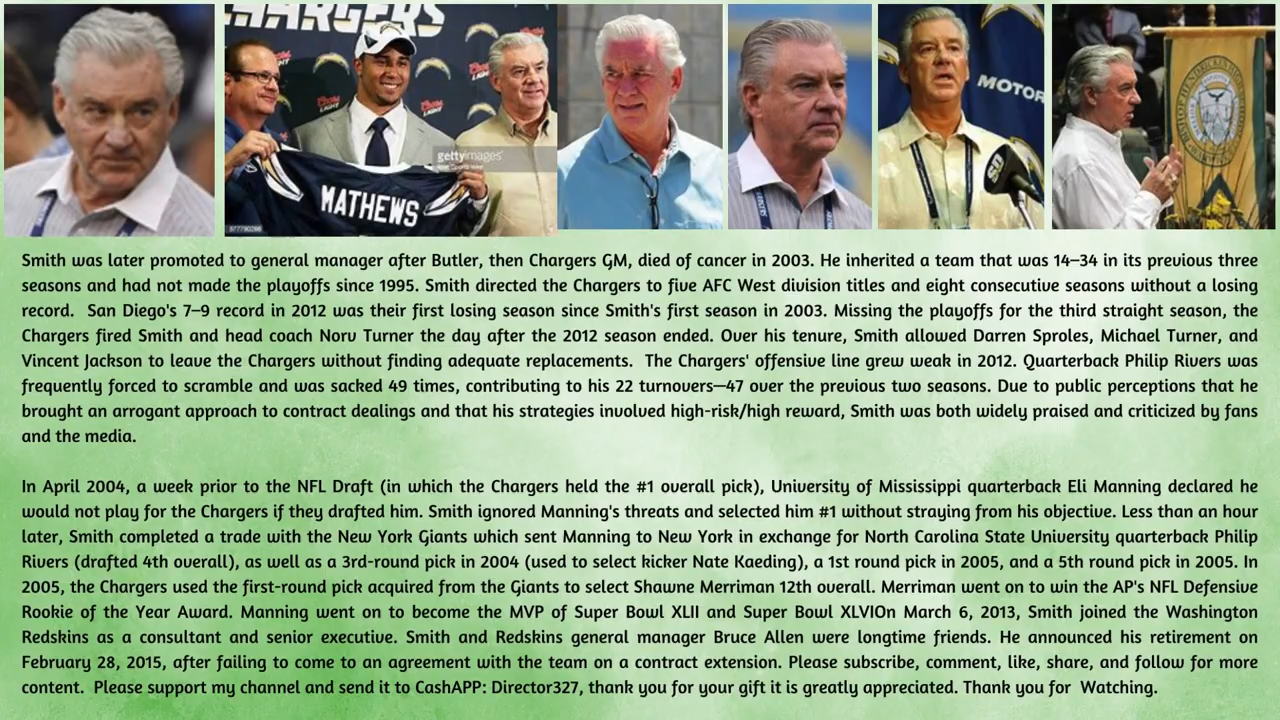 CHARGERS
Coors
LIGHT
Coors
LIGHT
gettyimages
MATHEWS
MOTOR
SD
Smith was later promoted to general manager after Butler, then Chargers GM, died of cancer in 2003. He inherited a team that was 14–34 in its previous three
seasons and had not made the playoffs since 1995. Smith directed the Chargers to five AFC West division titles and eight consecutive seasons without a losing
record.  San Diego's 7–9 record in 2012 was their first losing season since Smith's first season in 2003. Missing the playoffs for the third straight season, the
Chargers fired Smith and head coach Norv Turner the day after the 2012 season ended. Over his tenure, Smith allowed Darren Sproles, Michael Turner, and
Vincent Jackson to leave the Chargers without finding adequate replacements.  The Chargers' offensive line grew weak in 2012. Quarterback Philip Rivers was
frequently forced to scramble and was sacked 49 times, contributing to his 22 turnovers—47 over the previous two seasons. Due to public perceptions that he
brought an arrogant approach to contract dealings and that his strategies involved high-risk/high reward, Smith was both widely praised and criticized by fans
and the media.
In April 2004, a week prior to the NFL Draft (in which the Chargers held the #1 overall pick), University of Mississippi quarterback Eli Manning declared he
would not play for the Chargers if they drafted him. Smith ignored Manning's threats and selected him #1 without straying from his objective. Less than an hour
later, Smith completed a trade with the New York Giants which sent Manning to New York in exchange for North Carolina State University quarterback Philip
Rivers (drafted 4th overall), as well as a 3rd-round pick in 2004 (used to select kicker Nate Kaeding), a 1st round pick in 2005, and a 5th round pick in 2005. In
2005, the Chargers used the first-round pick acquired from the Giants to select Shawne Merriman 12th overall. Merriman went on to win the AP's NFL Defensive
Rookie of the Year Award. Manning went on to become the MVP of Super Bowl XLII and Super Bowl XLVIOn March 6, 2013, Smith joined the Washington
Redskins as a consultant and senior executive. Smith and Redskins general manager Bruce Allen were longtime friends. He announced his retirement on
February 28, 2015, after failing to come to an agreement with the team on a contract extension. Please subscribe, comment, like, share, and follow for more
content.  Please support my channel and send it to CashAPP: Director327, thank you for your gift it is greatly appreciated. Thank you for  Watching.